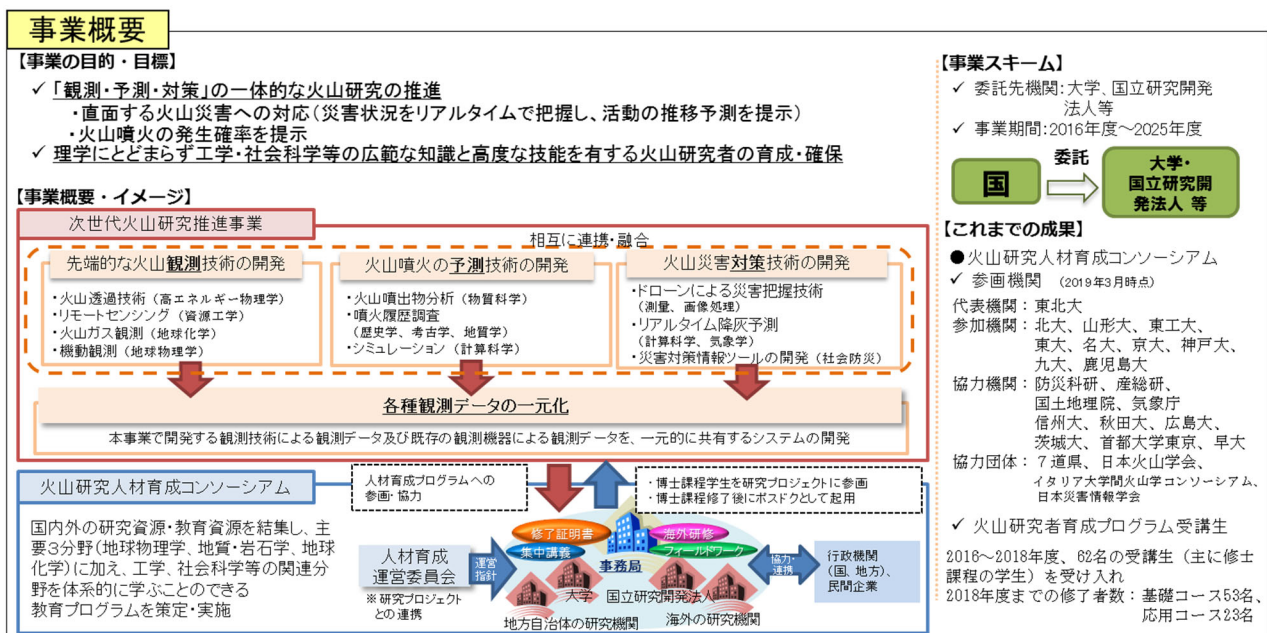 事業概要
【事業の目的・目標】
✓ 「観測・予測・対策」の一体的な火山研究の推進
・直面する火山災害への対応(災害状況をリアルタイムで把握し、活動の推移予測を提示)
・火山噴火の発生確率を提示
✓ 理学にとどまらず工学・社会科学等の広範な知識と高度な技能を有する火山研究者の育成・確保
【事業概要・イメージ】
次世代火山研究推進事業
相互に連携・融合
先端的な火山観測技術の開発
・火山透過技術(高エネルギー物理学)
・リモートセンシング(資源工学)
・火山ガス観測(地球化学)
・機動観測(地球物理学)
火山噴火の予測技術の開発
・火山噴出物分析(物質科学)
・噴火履歴調査
(歴史学、考古学、地質学)
・シミュレーション(計算科学)
火山災害対策技術の開発
・ドローンによる災害把握技術
(測量、画像処理)
・リアルタイム降灰予測
(計算科学、気象学)
・災害対策情報ツールの開発(社会防災)
各種観測データの一元化
本事業で開発する観測技術による観測データ及び既存の観測機器による観測データを、一元的に共有するシステムの開発
火山研究人材育成コンソーシアム
人材育成プログラムへの
参画・協力
・博士課程学生を研究プロジェクトに参画
・博士課程修了後にポスドクとして起用
国内外の研究資源・教育資源を結集し、主
要3分野(地球物理学、地質・岩石学、地球
化学)に加え、工学、社会科学等の関連分
野を体系的に学ぶことのできる
教育プログラムを策定・実施
人材育成
運営委員会
※研究プロジェクト
との連携
運営
指針
修了証明書
集中講義
海外研修
フィールドワーク
事務局
大学
国立研究開発法人
地方自治体の研究機関
海外の研究機関
協力・
連携
行政機関
(国、地方)、
民間企業
【事業スキーム】
✓ 委託先機関:大学、国立研究開発
法人等
✓ 事業期間:2016年度~2025年度
国
委託
大学・
国立研究開
発法人 等
【これまでの成果】
●火山研究人材育成コンソーシアム
✓ 参画機関 (2019年3月時点)
代表機関:東北大
参加機関:北大、山形大、東工大、
東大、名大、京大、神戸大、
九大、鹿児島大
協力機関:防災科研、産総研、
国土地理院、気象庁
信州大、秋田大、広島大、
茨城大、首都大学東京、早大
協力団体:7道県、日本火山学会、
イタリア大学間火山学コンソーシアム、
日本災害情報学会
✓ 火山研究者育成プログラム受講生
2016~2018年度、62名の受講生(主に修士
課程の学生)を受け入れ
2018年度までの修了者数:基礎コース53名、
応用コース23名